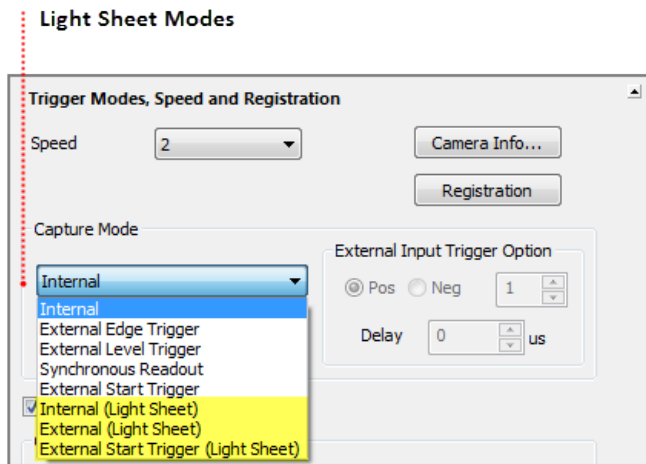 Light Sheet Modes
Trigger Modes, Speed and Registration
Speed
2
Camera Info...
Registration
Capture Mode
Internal
External Input Trigger Option
Pos
Neg
1
Delay
0
us
Internal
External Edge Trigger
External Level Trigger
Synchronous Readout
External Start Trigger
Internal (Light Sheet)
External (Light Sheet)
External Start Trigger (Light Sheet)